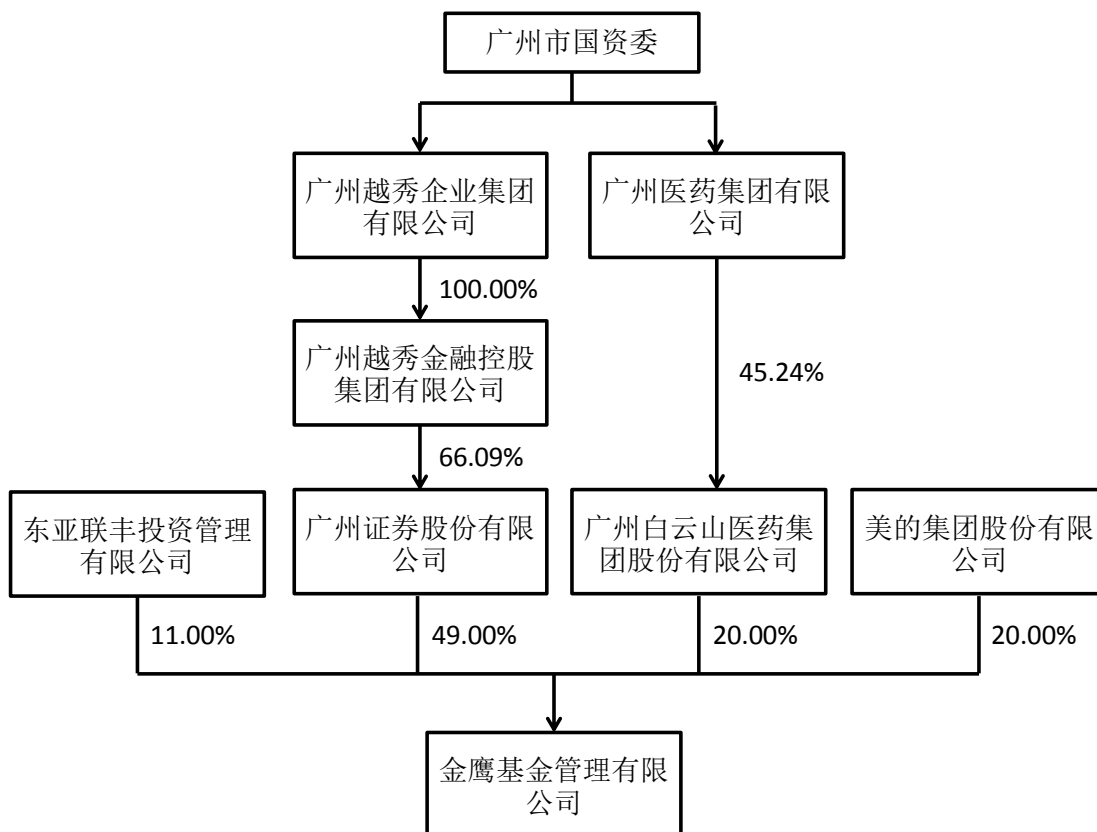 广州市国资委
广州越秀企业集团
有限公司
广州医药集团有限
公司
100.00%
广州越秀金融控股
集团有限公司
45.24%
66.09%
东亚联丰投资管理
有限公司
广州证券股份有限
公司
广州白云山医药集
团股份有限公司
美的集团股份有限
公司
11.00%
49.00%
20.00%
20.00%
金鹰基金管理有限
公司